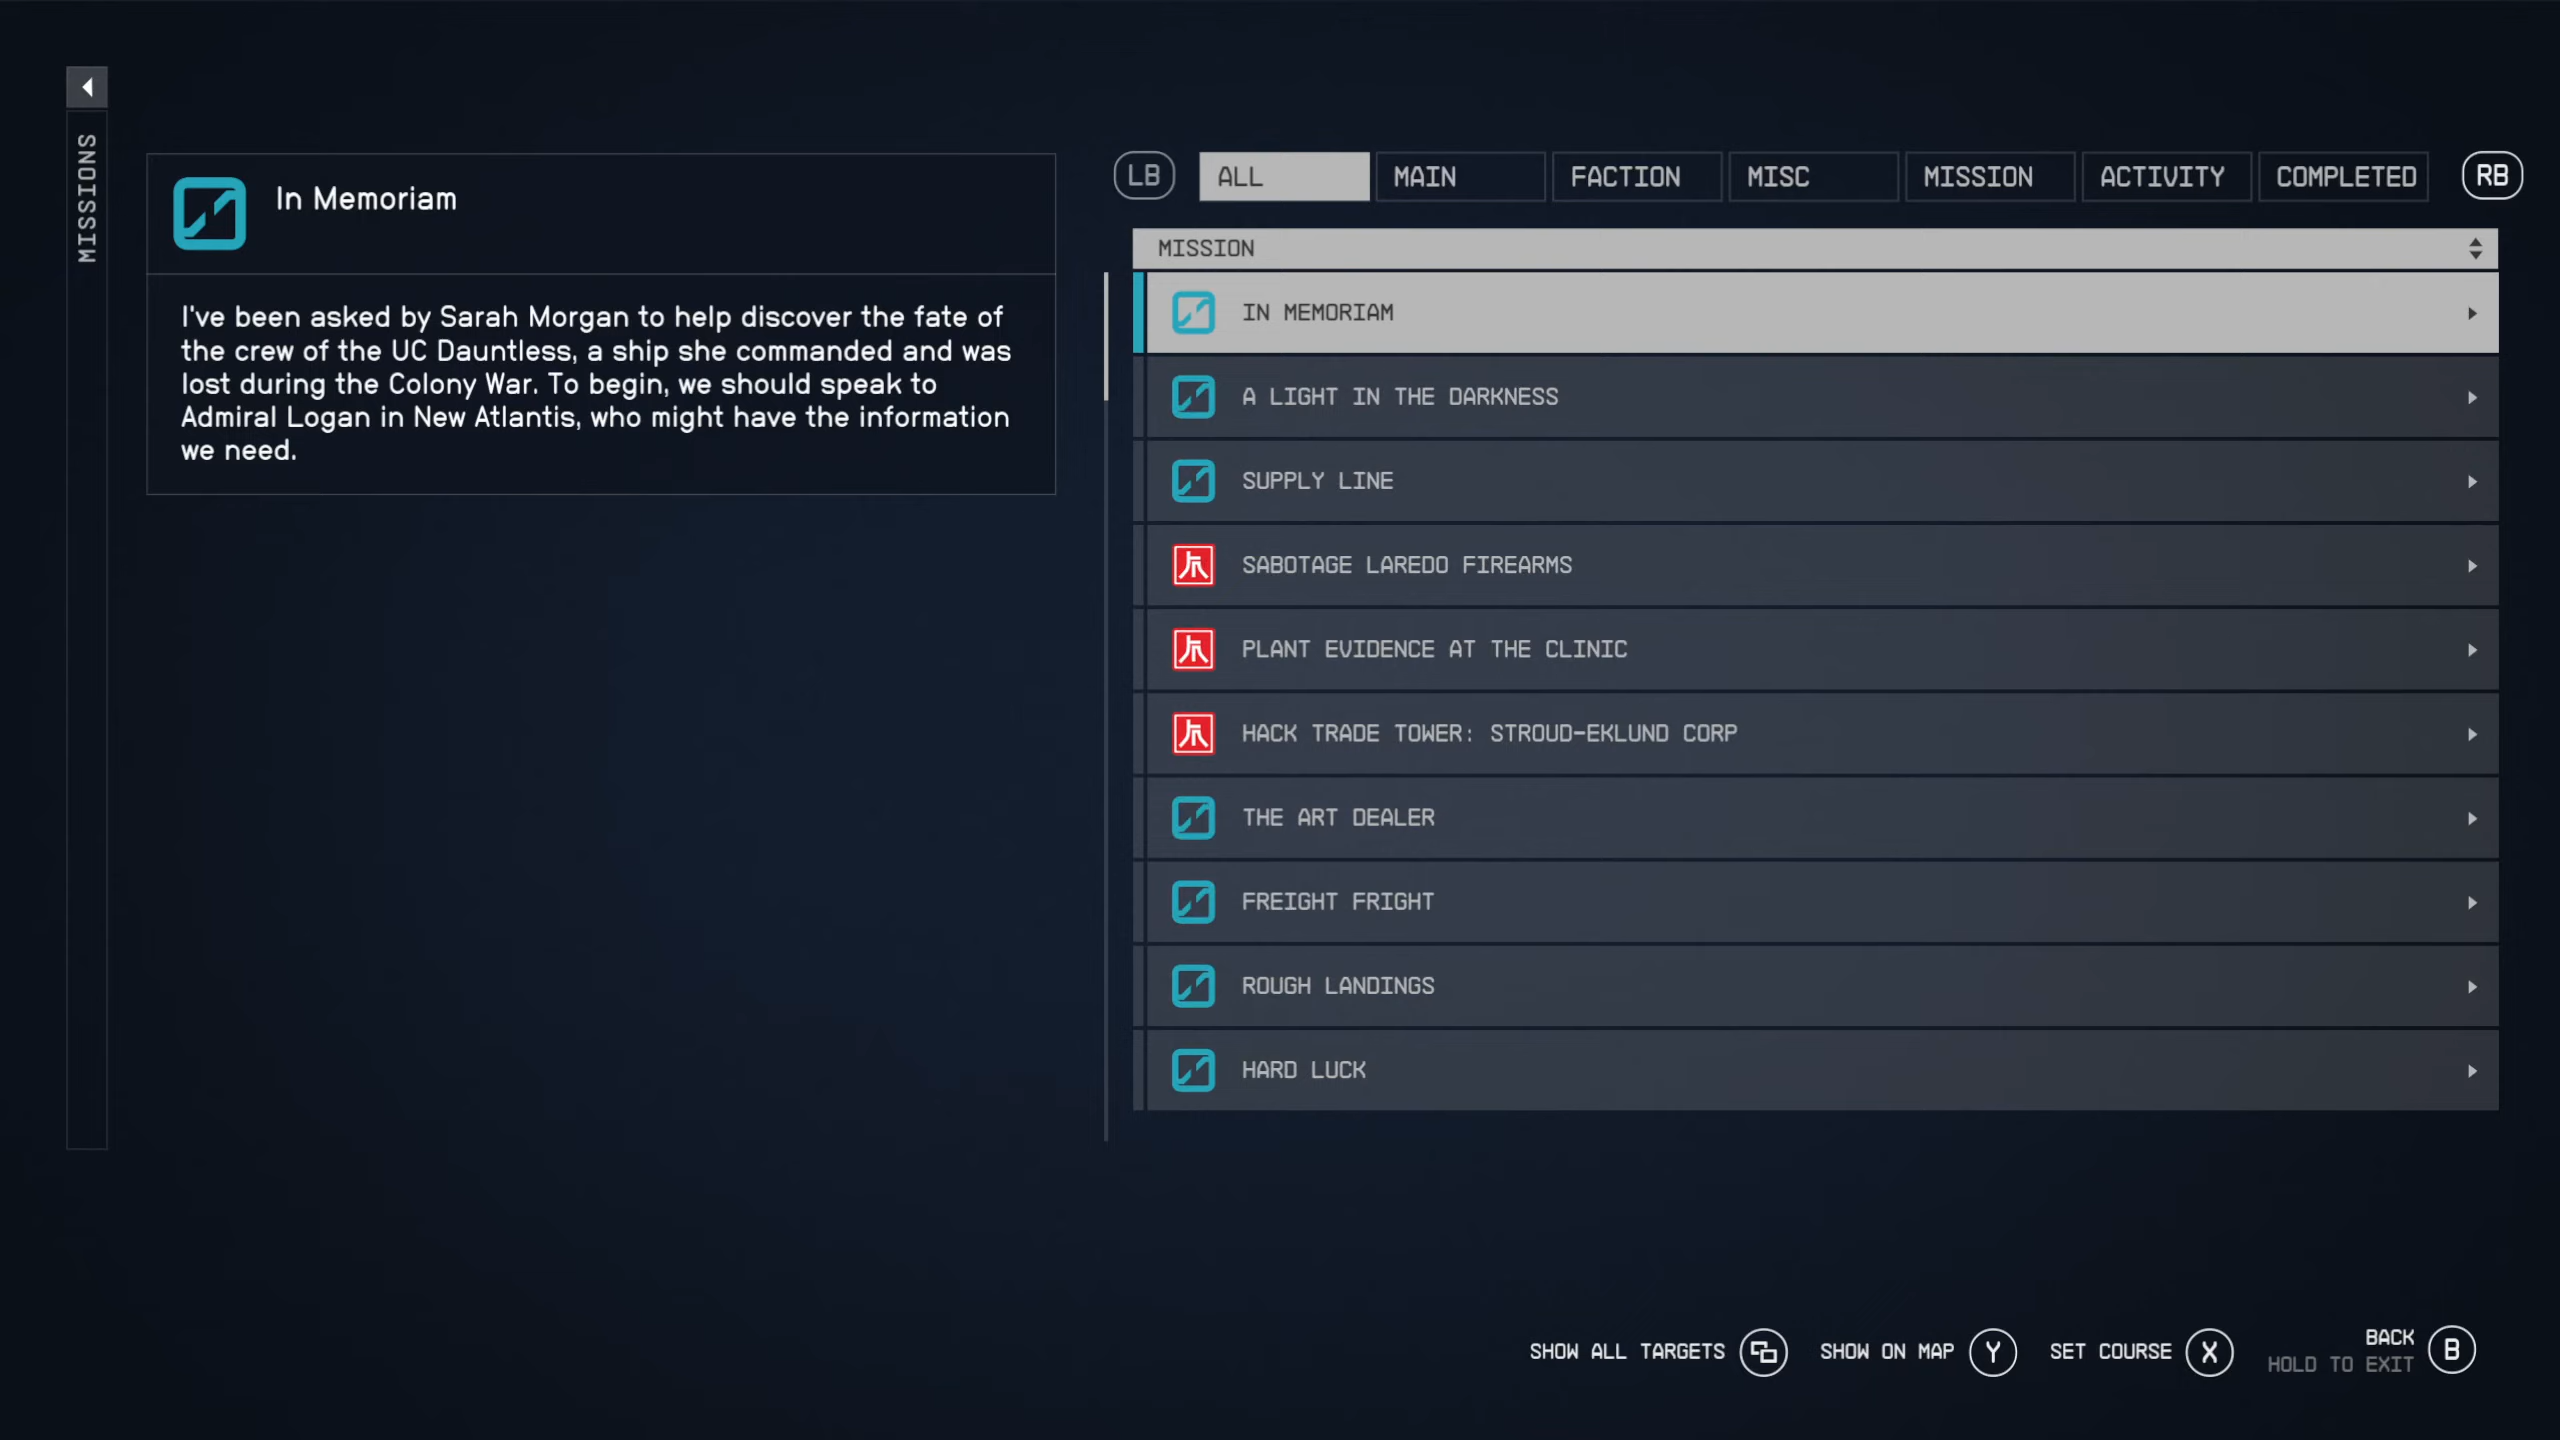 MISSIONS
In Memoriam
I've been asked by Sarah Morgan to help discover the fate of
the crew of the UC Dauntless, a ship she commanded and was
lost during the Colony War. To begin, we should speak to
Admiral Logan in New Atlantis, who might have the information
we need.
LB ALL MAIN FACTION MISC MISSION ACTIVITY COMPLETED RB
MISSION
IN MEMORIAM
A LIGHT IN THE DARKNESS
SUPPLY LINE
SABOTAGE LAREDO FIREARMS
PLANT EVIDENCE AT THE CLINIC
HACK TRADE TOWER: STROUD-EKLUND CORP
THE ART DEALER
FREIGHT FRIGHT
ROUGH LANDINGS
HARD LUCK
SHOW ALL TARGETS SHOW ON MAP Y SET COURSE X BACK B
HOLD TO EXIT